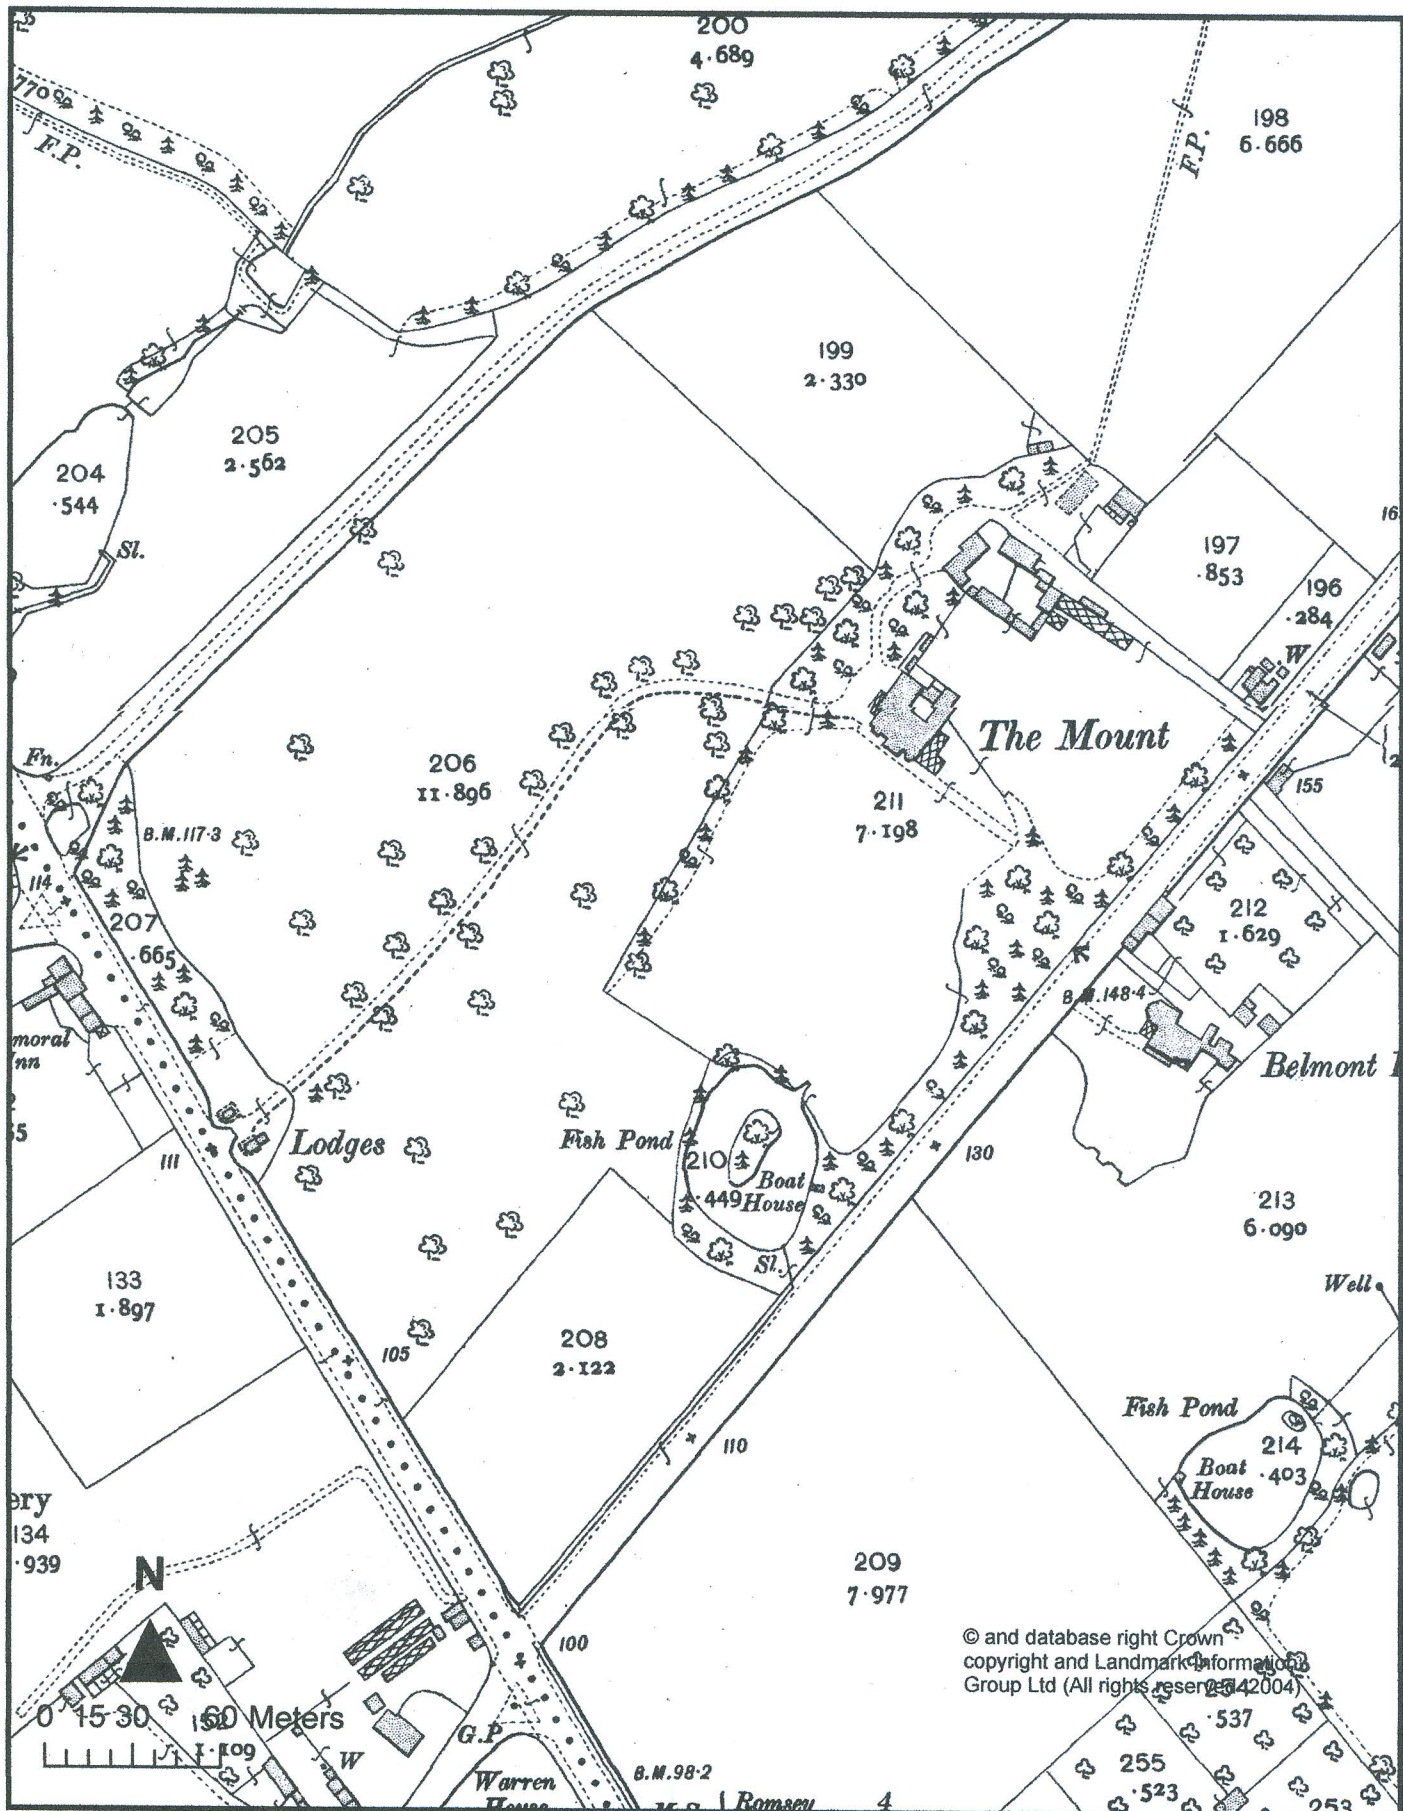 200
4·689
770
F.P.
F.P.
198
6·666
199
2·330
205
2·562
204
·544
Sl.
197
·853
196
·284
W
16
The Mount
Fn.
206
11·896
211
7·198
155
B.M.117·3
114
207
·665
212
1·629
B.M.148·4
Belmont
moral
nn
Lodges
Fish Pond
210
·449
Boat
House
111
130
213
6·090
Sl.
Well
133
1·897
105
208
2·122
110
Fish Pond
214
·403
Boat
House
ery
134
·939
N
209
7·977
100
© and database right Crown
copyright and Landmark Information
Group Ltd (All rights reserved 2004)
·537
0 15 30 60 Meters
1·109
W
G.P.
Warren
House
B.M.98·2
M.S.
Romsey 4
255
·523
253